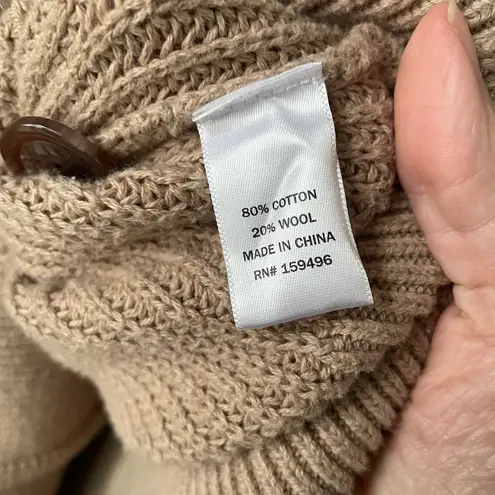 80% COTTON
20% WOOL
MADE IN CHINA
RN# 159496